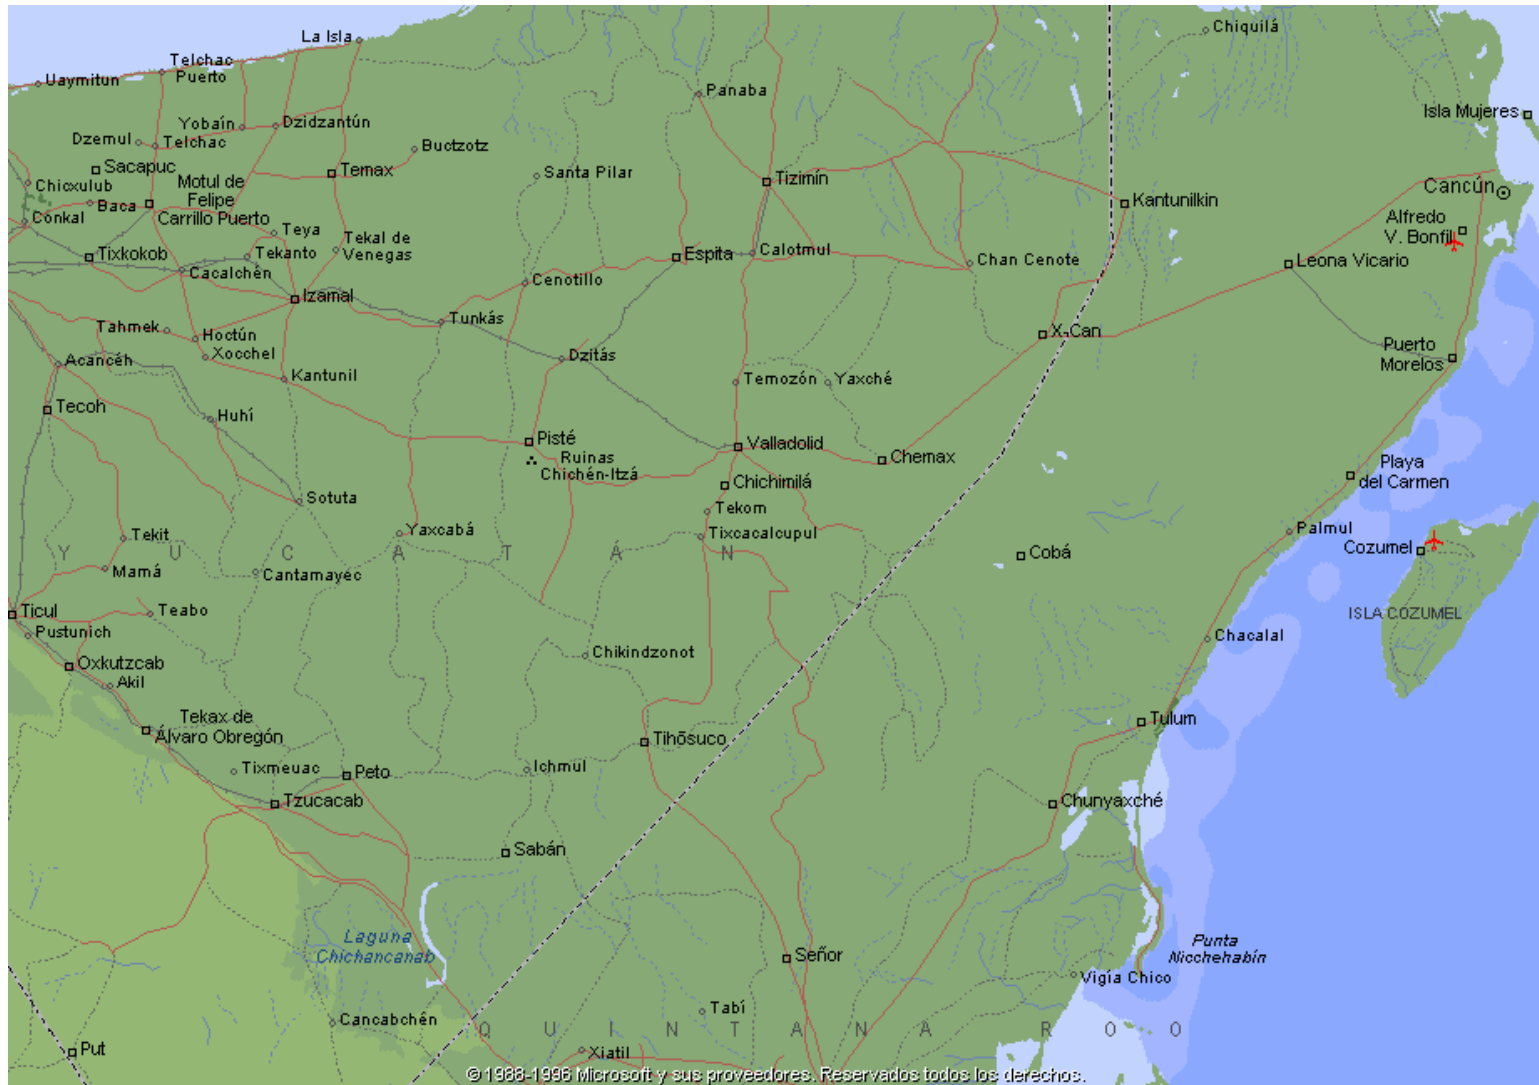 La Isla
Chiquilá
Telchac
Puerto
Uaymitun
Panaba
Isla Mujeres
Yobaín
Dzidzantún
Dzemul
Telchac
Buctzotz
Sacapuc
Temax
Santa Pilar
Tizimín
Chicxulub
Motul de
Felipe
Carrillo Puerto
Cancún
Baca
Kantunilkin
Conkal
Alfredo
V. Bonfil
Teya
Tekal de
Venegas
Tixkokob
Tekanto
Espita
Calotmul
Chan Cenote
Leona Vicario
Cacalchén
Cenotillo
Izamal
Tunkás
Tahmek
Hoctún
X-Can
Xocchel
Puerto
Morelos
Acancéh
Dzitás
Kantunil
Temozón
Yaxché
Tecoh
Huhí
Pisté
Valladolid
Ruinas
Chichén-Itzá
Chemax
Playa
del Carmen
Chichimilá
Sotuta
Tekom
Yaxcabá
Tixcacalcupul
Palmul
Tekit
YUCATÁN
Cobá
Cozumel
Mamá
Cantamayec
Ticul
Teabo
ISLA COZUMEL
Pustunich
Chacalal
Oxkutzcab
Chikindzonot
Akil
Tekax de
Álvaro Obregón
Tulum
Tihōsuco
Tixmeuac
Peto
Ichmul
Tzucacab
Chunyaxché
Sabán
Laguna
Chichancanab
Punta
Nicchehabín
Señor
Vigía Chico
Tabí
Cancabchén
QUINTANA ROO
Put
Xiatil
© 1988-1996 Microsoft y sus proveedores. Reservados todos los derechos.